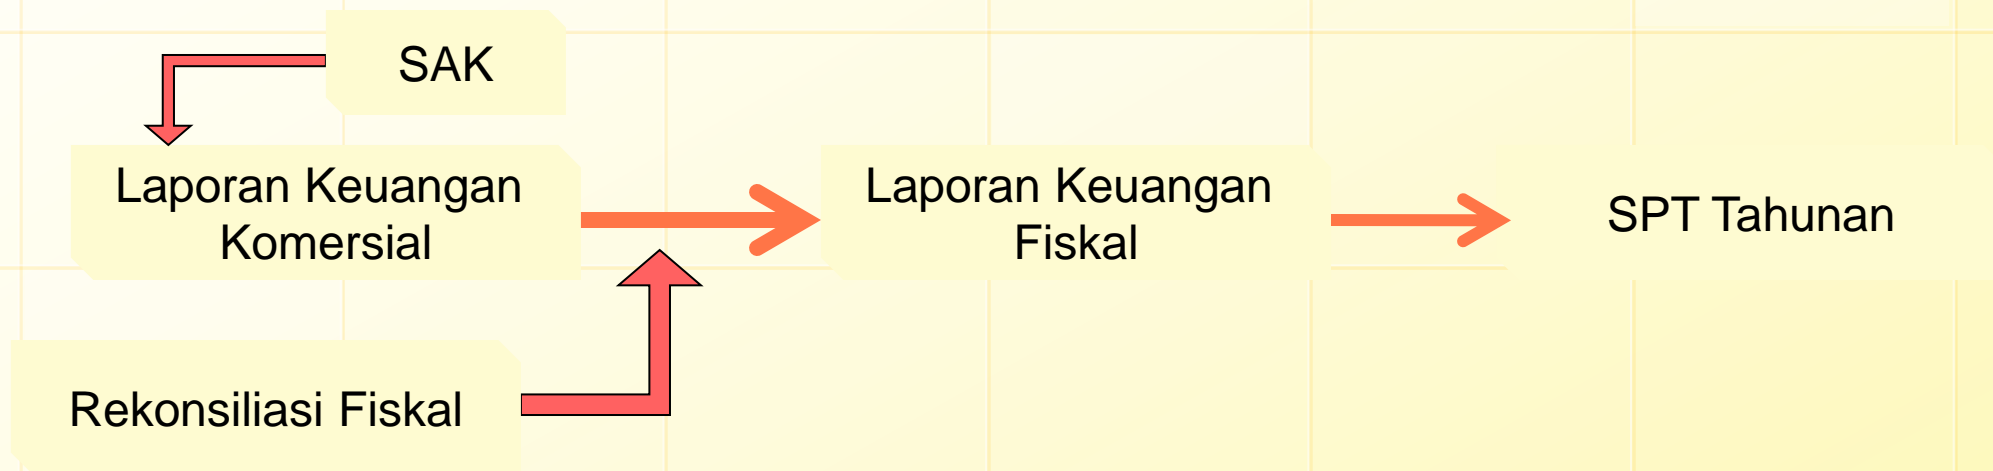 SAK
Laporan Keuangan
Komersial
Laporan Keuangan
Fiskal
SPT Tahunan
Rekonsiliasi Fiskal